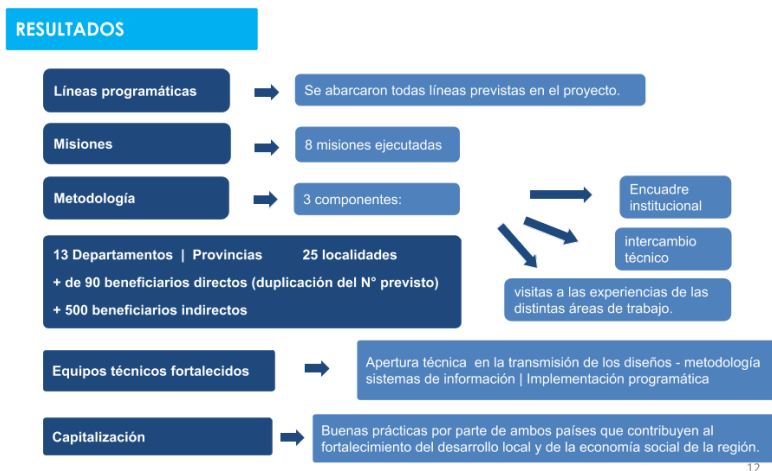 RESULTADOS
Líneas programáticas
Se abarcaron todas líneas previstas en el proyecto.
Misiones
8 misiones ejecutadas
Metodología
3 componentes:
Encuadre
institucional
intercambio
técnico
visitas a las experiencias de las
distintas áreas de trabajo.
13 Departamentos | Provincias 25 localidades
+ de 90 beneficiarios directos (duplicación del N° previsto)
+ 500 beneficiarios indirectos
Equipos técnicos fortalecidos
Apertura técnica en la transmisión de los diseños - metodología
sistemas de información | Implementación programática
Capitalización
Buenas prácticas por parte de ambos países que contribuyen al
fortalecimiento del desarrollo local y de la economía social de la región.
12